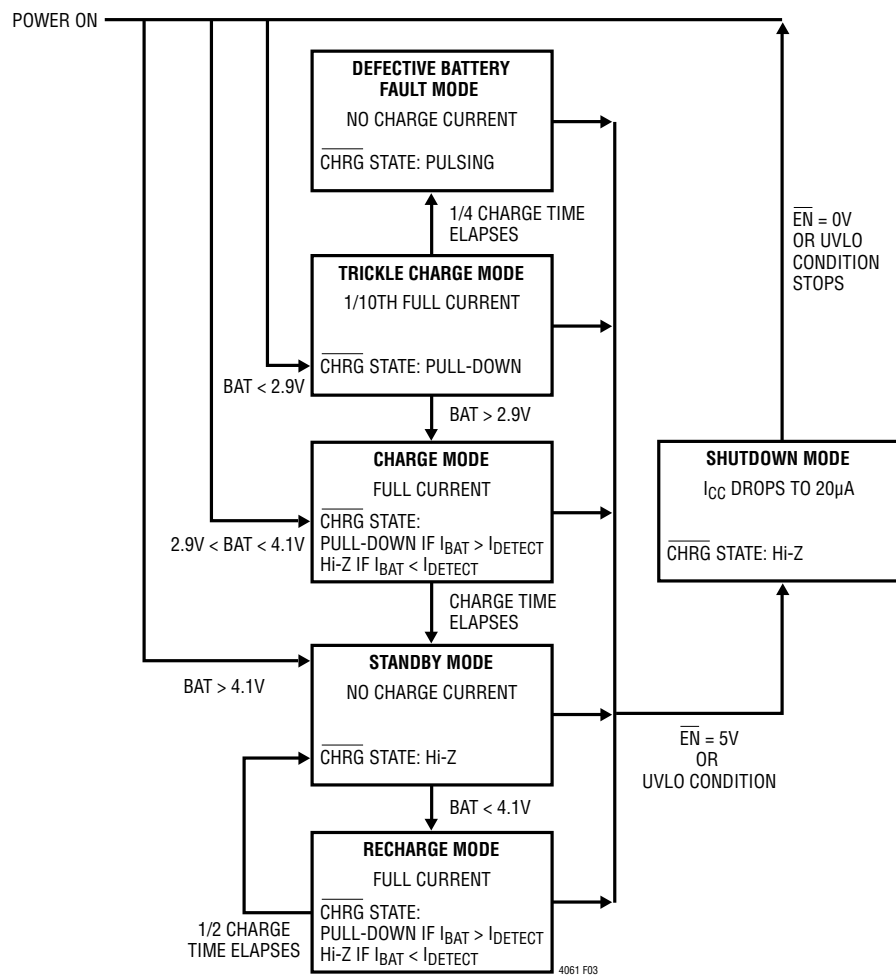 POWER ON
DEFECTIVE BATTERY
FAULT MODE
NO CHARGE CURRENT
CHRG STATE: PULSING
1/4 CHARGE TIME
ELAPSES
TRICKLE CHARGE MODE
1/10TH FULL CURRENT
CHRG STATE: PULL-DOWN
BAT < 2.9V
BAT > 2.9V
CHARGE MODE
FULL CURRENT
CHRG STATE:
PULL-DOWN IF IBAT > IDETECT
Hi-Z IF IBAT < IDETECT
2.9V < BAT < 4.1V
CHARGE TIME
ELAPSES
STANDBY MODE
NO CHARGE CURRENT
CHRG STATE: Hi-Z
BAT > 4.1V
BAT < 4.1V
RECHARGE MODE
FULL CURRENT
CHRG STATE:
PULL-DOWN IF IBAT > IDETECT
Hi-Z IF IBAT < IDETECT
1/2 CHARGE
TIME ELAPSES
EN = 0V
OR UVLO
CONDITION
STOPS
SHUTDOWN MODE
ICC DROPS TO 20µA
CHRG STATE: Hi-Z
EN = 5V
OR
UVLO CONDITION
4061 F03